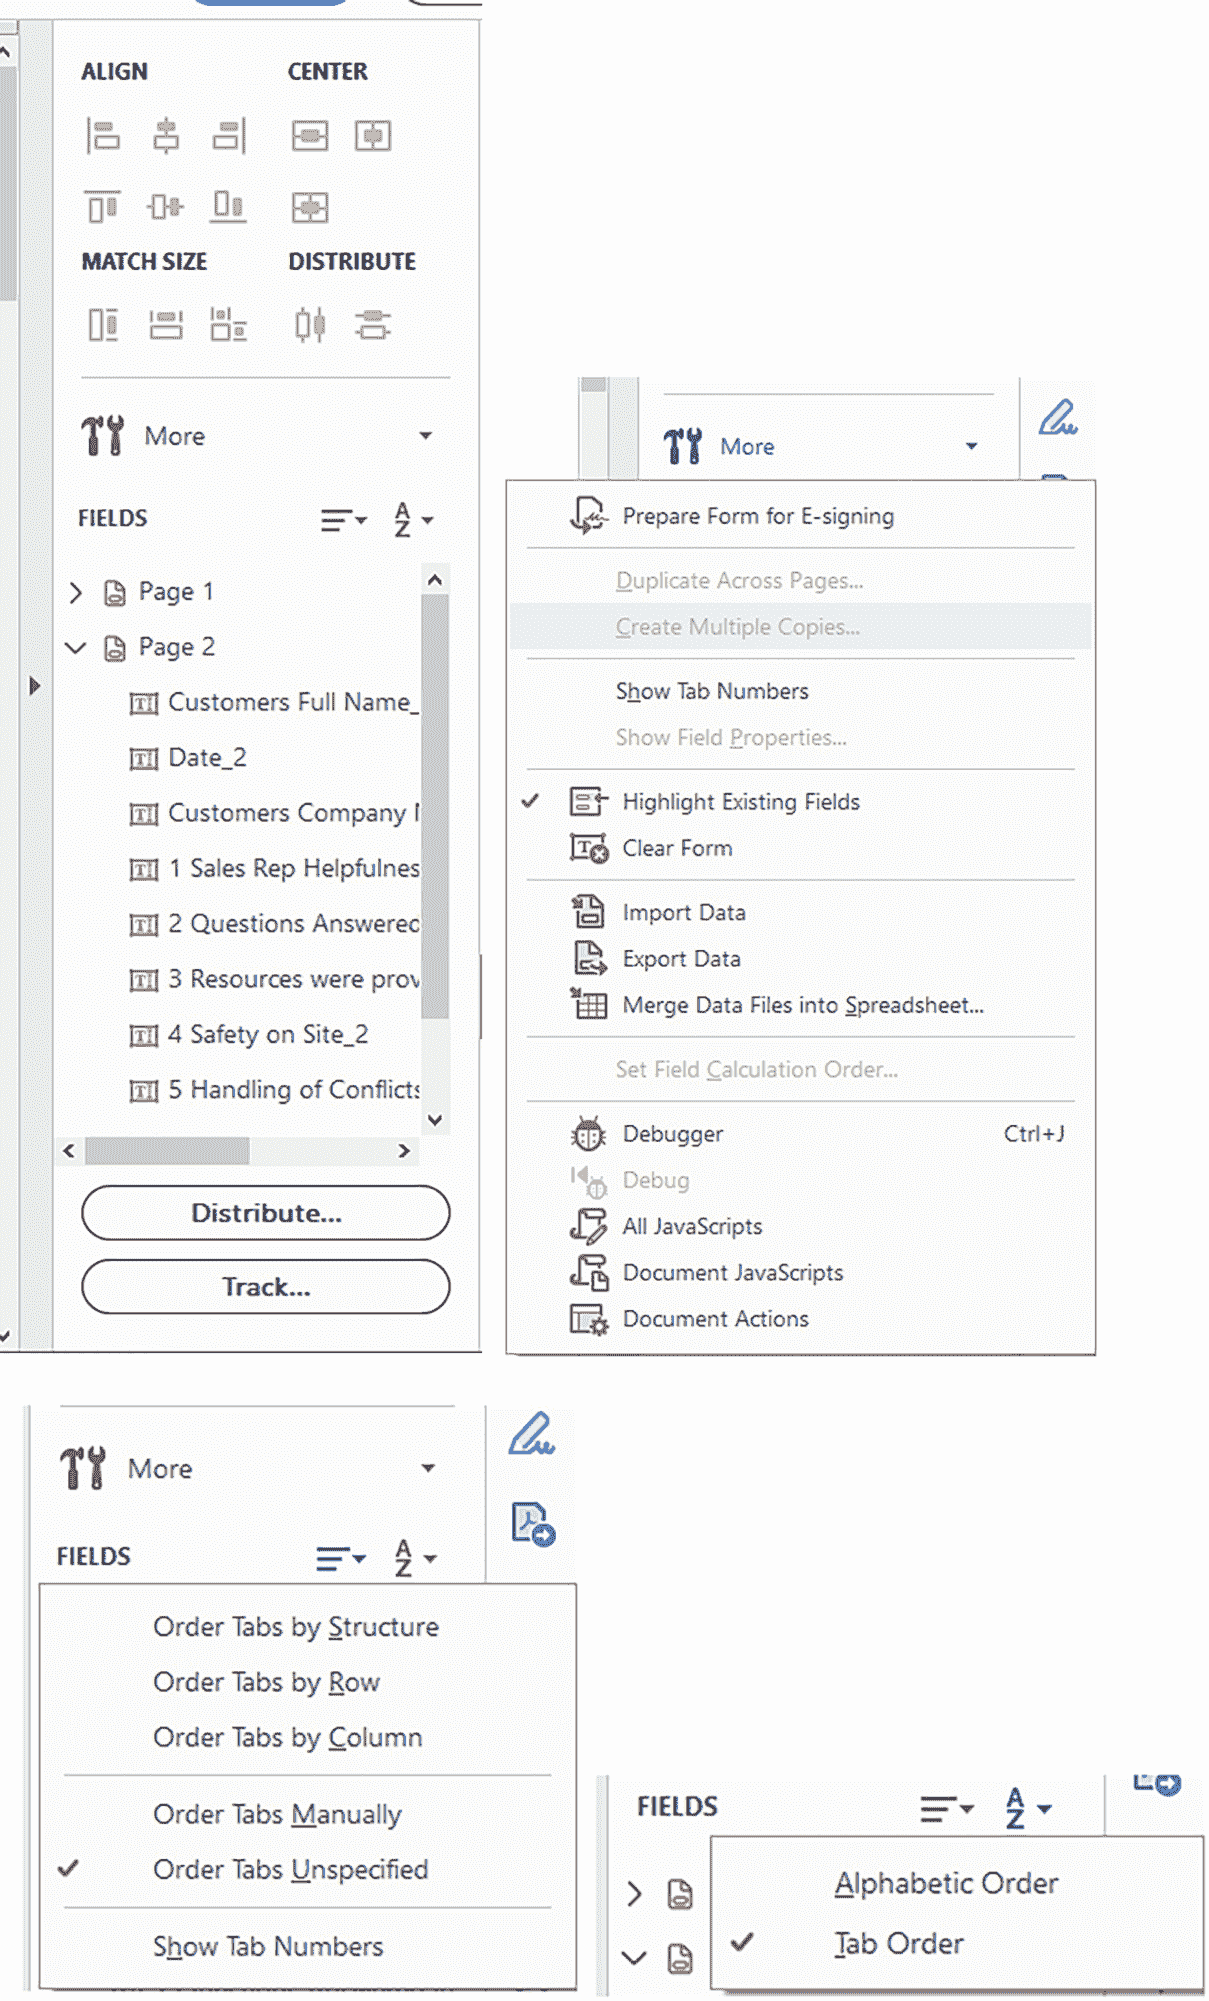 ALIGN CENTER
MATCH SIZE DISTRIBUTE
More
FIELDS
Page 1
Page 2
Customers Full Name_
Date_2
Customers Company
1 Sales Rep Helpfulnes
2 Questions Answered
3 Resources were prov
4 Safety on Site_2
5 Handling of Conflicts
Distribute...
Track...
More
Prepare Form for E-signing
Duplicate Across Pages...
Create Multiple Copies...
Show Tab Numbers
Show Field Properties...
Highlight Existing Fields
Clear Form
Import Data
Export Data
Merge Data Files into Spreadsheet...
Set Field Calculation Order...
Debugger Ctrl+J
Debug
All JavaScripts
Document JavaScripts
Document Actions
More
FIELDS
Order Tabs by Structure
Order Tabs by Row
Order Tabs by Column
Order Tabs Manually
Order Tabs Unspecified
Show Tab Numbers
FIELDS
Alphabetic Order
Tab Order